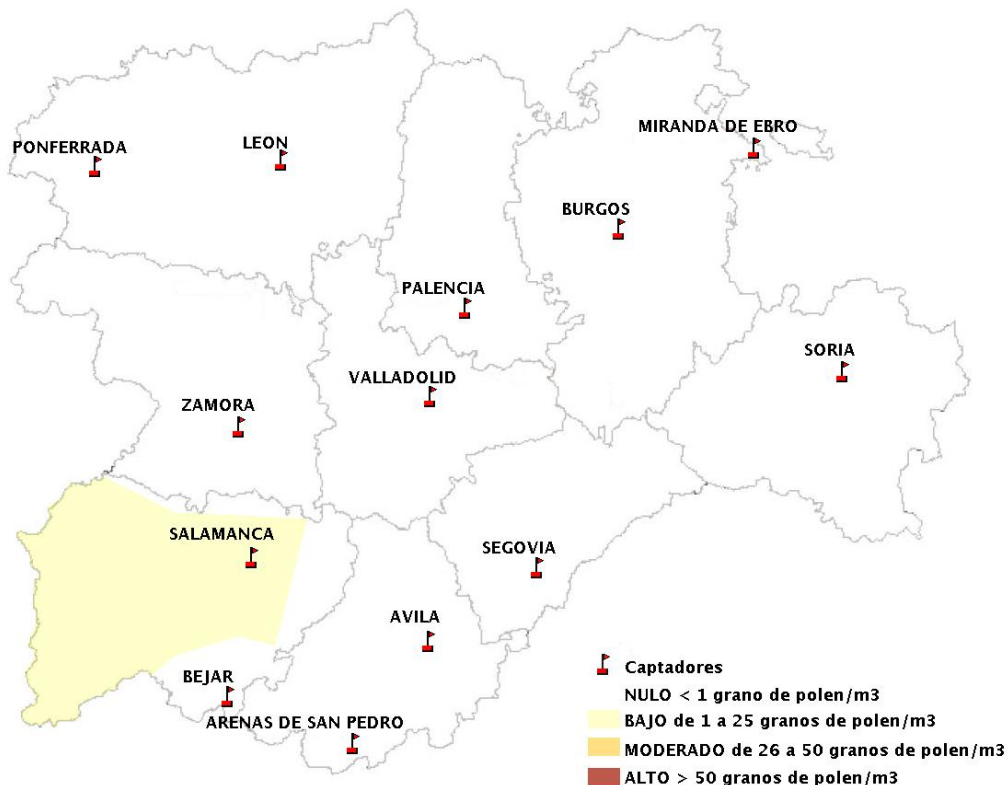 MIRANDA DE EBRO
PONFERRADA
LEON
BURGOS
PALENCIA
SORIA
VALLADOLID
ZAMORA
SALAMANCA
SEGOVIA
AVILA
BEJAR
ARENAS DE SAN PEDRO
Captadores
NULO < 1 grano de polen/m3
BAJO de 1 a 25 granos de polen/m3
MODERADO de 26 a 50 granos de polen/m3
ALTO > 50 granos de polen/m3